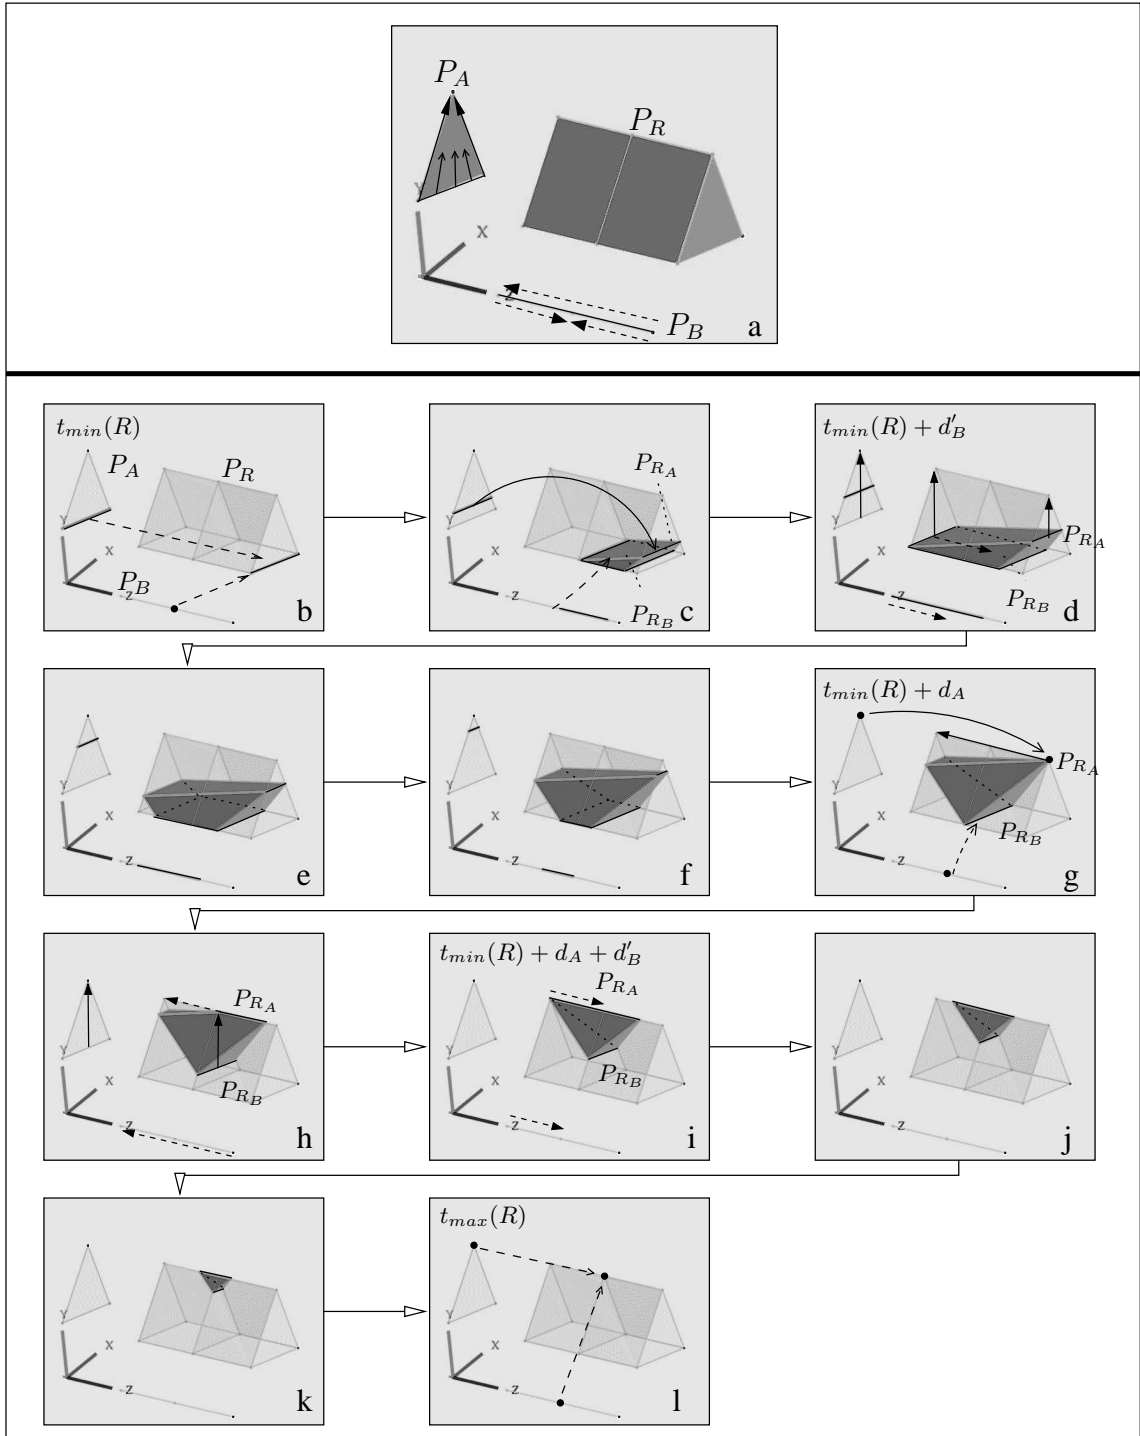 P_A
P_R
Y
X
Z
P_B
a
t_{min}(R)
P_A
P_R
Y
X
P_B
Z
b
P_{R_A}
Y
X
Z
P_{R_B}
c
t_{min}(R) + d'_B
Y
P_{R_A}
X
Z
P_{R_B}
d
Y
X
Z
e
Y
X
Z
f
t_{min}(R) + d_A
P_{R_A}
Y
X
P_{R_B}
Z
g
P_{R_A}
Y
X
P_{R_B}
Z
h
t_{min}(R) + d_A + d'_B
P_{R_A}
Y
P_{R_B}
X
Z
i
Y
X
Z
j
Y
X
Z
k
t_{max}(R)
Y
X
Z
l